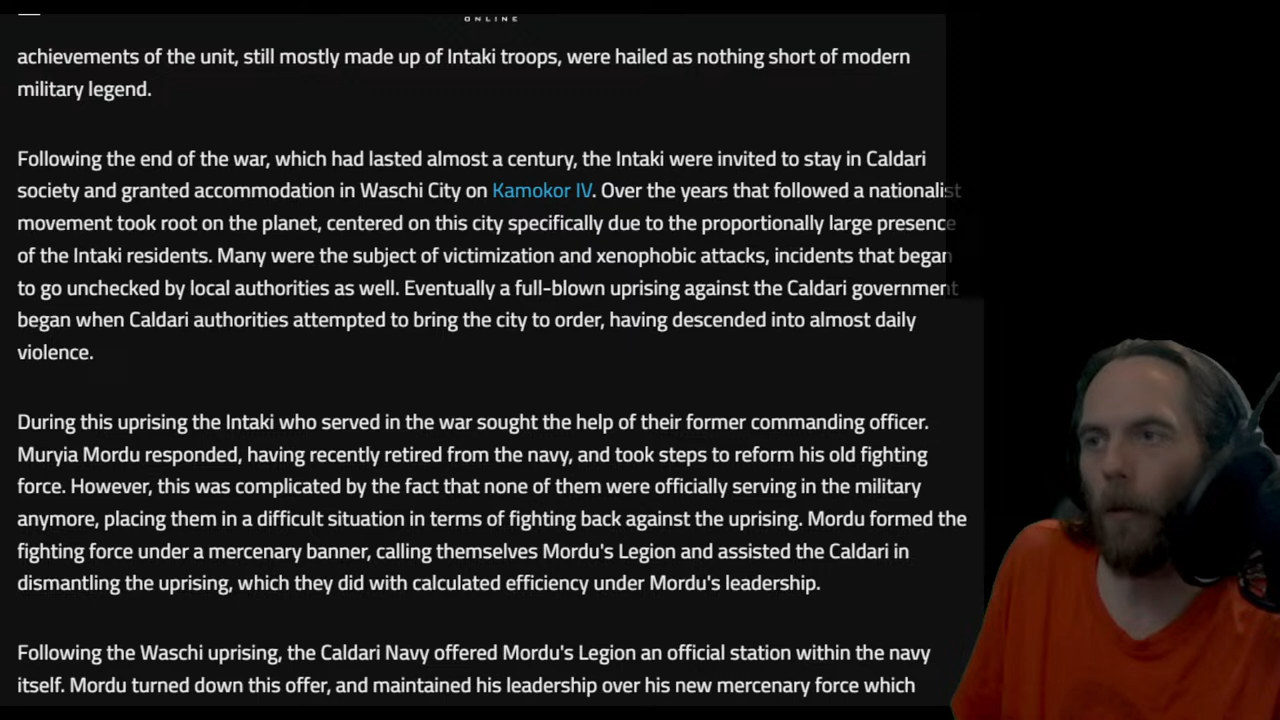 ONLINE
achievements of the unit, still mostly made up of Intaki troops, were hailed as nothing short of modern
military legend.
Following the end of the war, which had lasted almost a century, the Intaki were invited to stay in Caldari
society and granted accommodation in Waschi City on Kamokor IV. Over the years that followed a nationalist
movement took root on the planet, centered on this city specifically due to the proportionally large presence
of the Intaki residents. Many were the subject of victimization and xenophobic attacks, incidents that began
to go unchecked by local authorities as well. Eventually a full-blown uprising against the Caldari government
began when Caldari authorities attempted to bring the city to order, having descended into almost daily
violence.
During this uprising the Intaki who served in the war sought the help of their former commanding officer.
Muryia Mordu responded, having recently retired from the navy, and took steps to reform his old fighting
force. However, this was complicated by the fact that none of them were officially serving in the military
anymore, placing them in a difficult situation in terms of fighting back against the uprising. Mordu formed the
fighting force under a mercenary banner, calling themselves Mordu's Legion and assisted the Caldari in
dismantling the uprising, which they did with calculated efficiency under Mordu's leadership.
Following the Waschi uprising, the Caldari Navy offered Mordu's Legion an official station within the navy
itself. Mordu turned down this offer, and maintained his leadership over his new mercenary force which